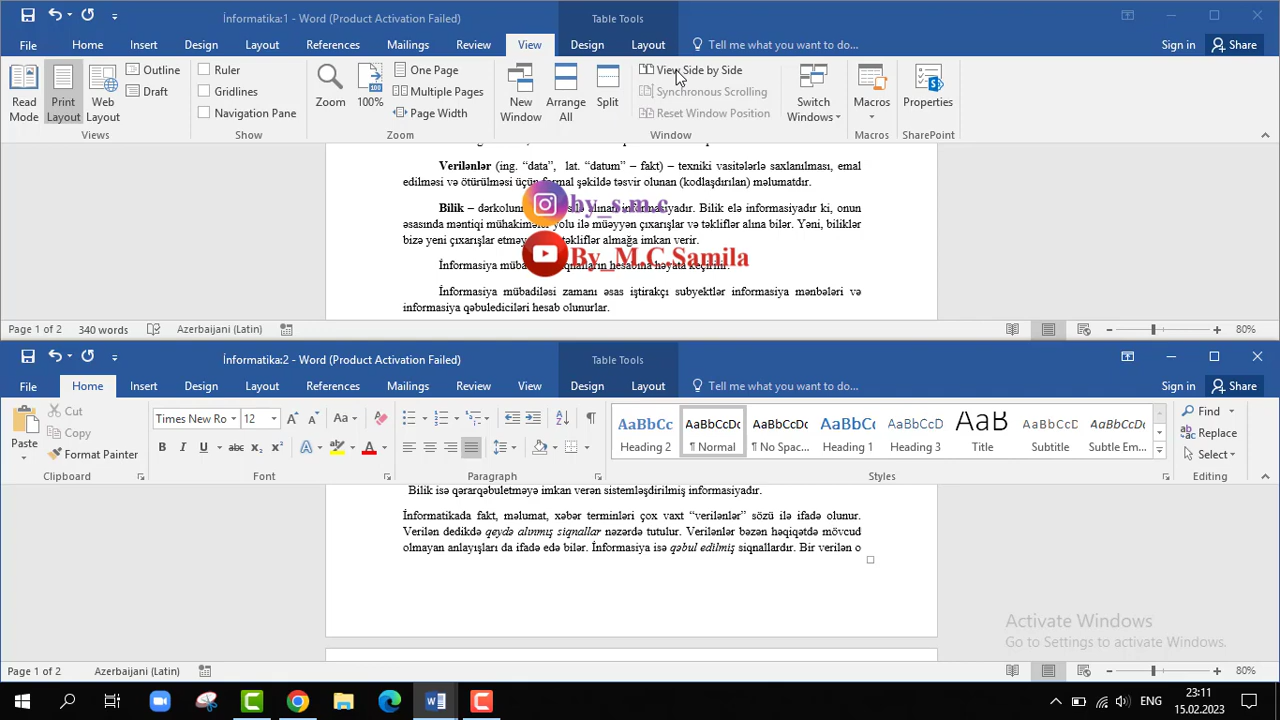 İnformatika:1 - Word (Product Activation Failed)
Table Tools
File Home Insert Design Layout References Mailings Review View Design Layout Tell me what you want to do... Sign in Share
Read Mode
Print Layout
Web Layout
Outline
Draft
Views
Ruler
Gridlines
Navigation Pane
Show
Zoom
100%
One Page
Multiple Pages
Page Width
Zoom
New Window
Arrange All
Split
View Side by Side
Synchronous Scrolling
Reset Window Position
Window
Switch Windows
Macros
Macros
Properties
SharePoint
Verilənlər (ing. “data”, lat. “datum” – fakt) – texniki vasitələrlə saxlanılması, emal
edilməsi və ötürülməsi üçün formal şəkildə təsvir olunan (kodlaşdırılan) məlumatdır.
by_s.m.c
Bilik – alınan informasiyadır. Bilik elə informasiyadır ki, onun
əsasında məntiqi mühakimələr yolu ilə müəyyən çıxarışlar və təkliflər alına bilər. Yəni, biliklər
bizə yeni çıxarışlar təkliflər almağa imkan verir.
By_M.C.Samila
İnformasiya hesabına həyata keçirilir.
İnformasiya mübadiləsi zamanı əsas iştirakçı subyektlər informasiya mənbələri və
informasiya qəbulediciləri hesab olunurlar.
Page 1 of 2 340 words Azerbaijani (Latin) 80%
İnformatika:2 - Word (Product Activation Failed)
Table Tools
File Home Insert Design Layout References Mailings Review View Design Layout Tell me what you want to do... Sign in Share
Paste
Cut
Copy
Format Painter
Clipboard
Times New Ro 12
Font
Paragraph
AaBbCc Heading 2
AaBbCcDc ¶ Normal
AaBbCcDc ¶ No Spac...
AaBbCc Heading 1
AaBbCcD Heading 3
AaB Title
AaBbCcD Subtitle
AaBbCcDc Subtle Em...
Styles
Find
Replace
Select
Editing
Bilik isə qərarqəbuletməyə imkan verən sistemləşdirilmiş informasiyadır.
İnformatikada fakt, məlumat, xəbər terminləri çox vaxt “verilənlər” sözü ilə ifadə olunur.
Verilən dedikdə qeydə alınmış siqnallar nəzərdə tutulur. Verilənlər bəzən həqiqətdə mövcud
olmayan anlayışları da ifadə edə bilər. İnformasiya isə qəbul edilmiş siqnallardır. Bir verilən o
Activate Windows
Go to Settings to activate Windows.
Page 1 of 2 Azerbaijani (Latin) 80%
ENG
23:11
15.02.2023